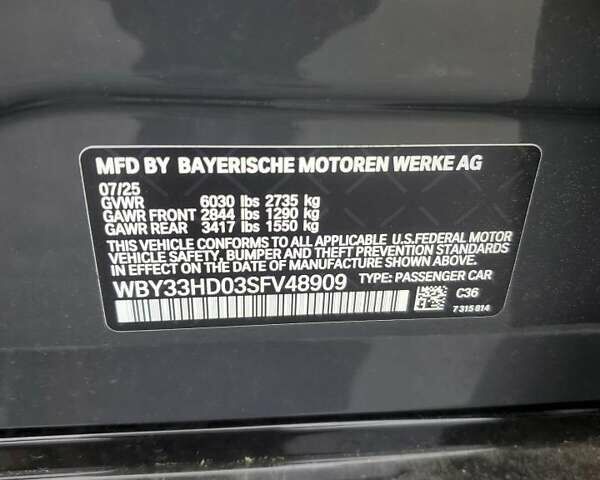 MFD BY BAYERISCHE MOTOREN WERKE AG
07/25
GVWR 6030 lbs 2735 kg
GAWR FRONT 2844 lbs 1290 kg
GAWR REAR 3417 lbs 1550 kg
THIS VEHICLE CONFORMS TO ALL APPLICABLE U.S.FEDERAL MOTOR
VEHICLE SAFETY, BUMPER AND THEFT PREVENTION STANDARDS
IN EFFECT ON THE DATE OF MANUFACTURE SHOWN ABOVE.
WBY33HD03SFV48909 TYPE: PASSENGER CAR
C36
7 315 814